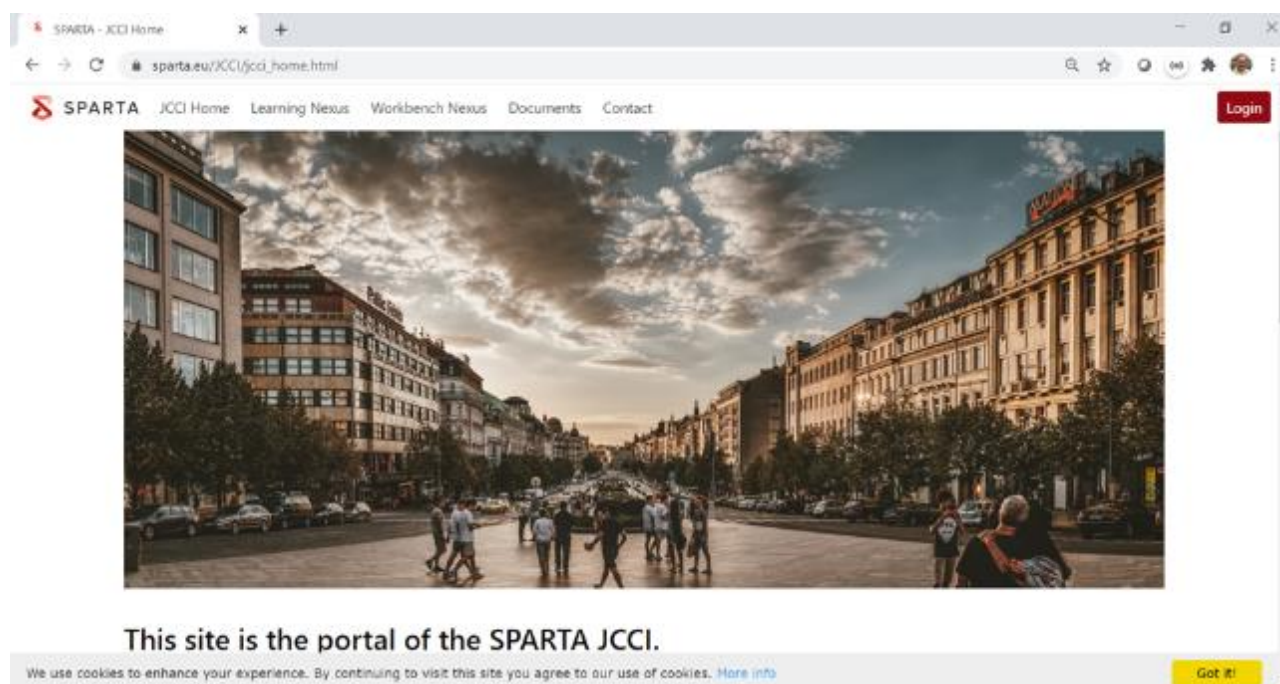 SPARTA - JCCI Home
sparta.eu/JCCI/jcci_home.html
SPARTA JCCI Home Learning Nexus Workbench Nexus Documents Contact Login
This site is the portal of the SPARTA JCCI.
We use cookies to enhance your experience. By continuing to visit this site you agree to our use of cookies. More info Got it!